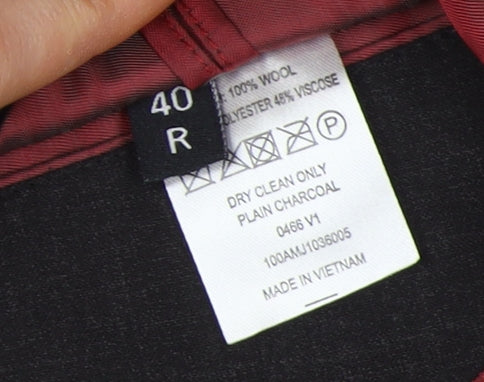 40
R
: 100% WOOL
OLYESTER 48% VISCOSE
P
DRY CLEAN ONLY
PLAIN CHARCOAL
0466 V1
100AMJ1036005
MADE IN VIETNAM